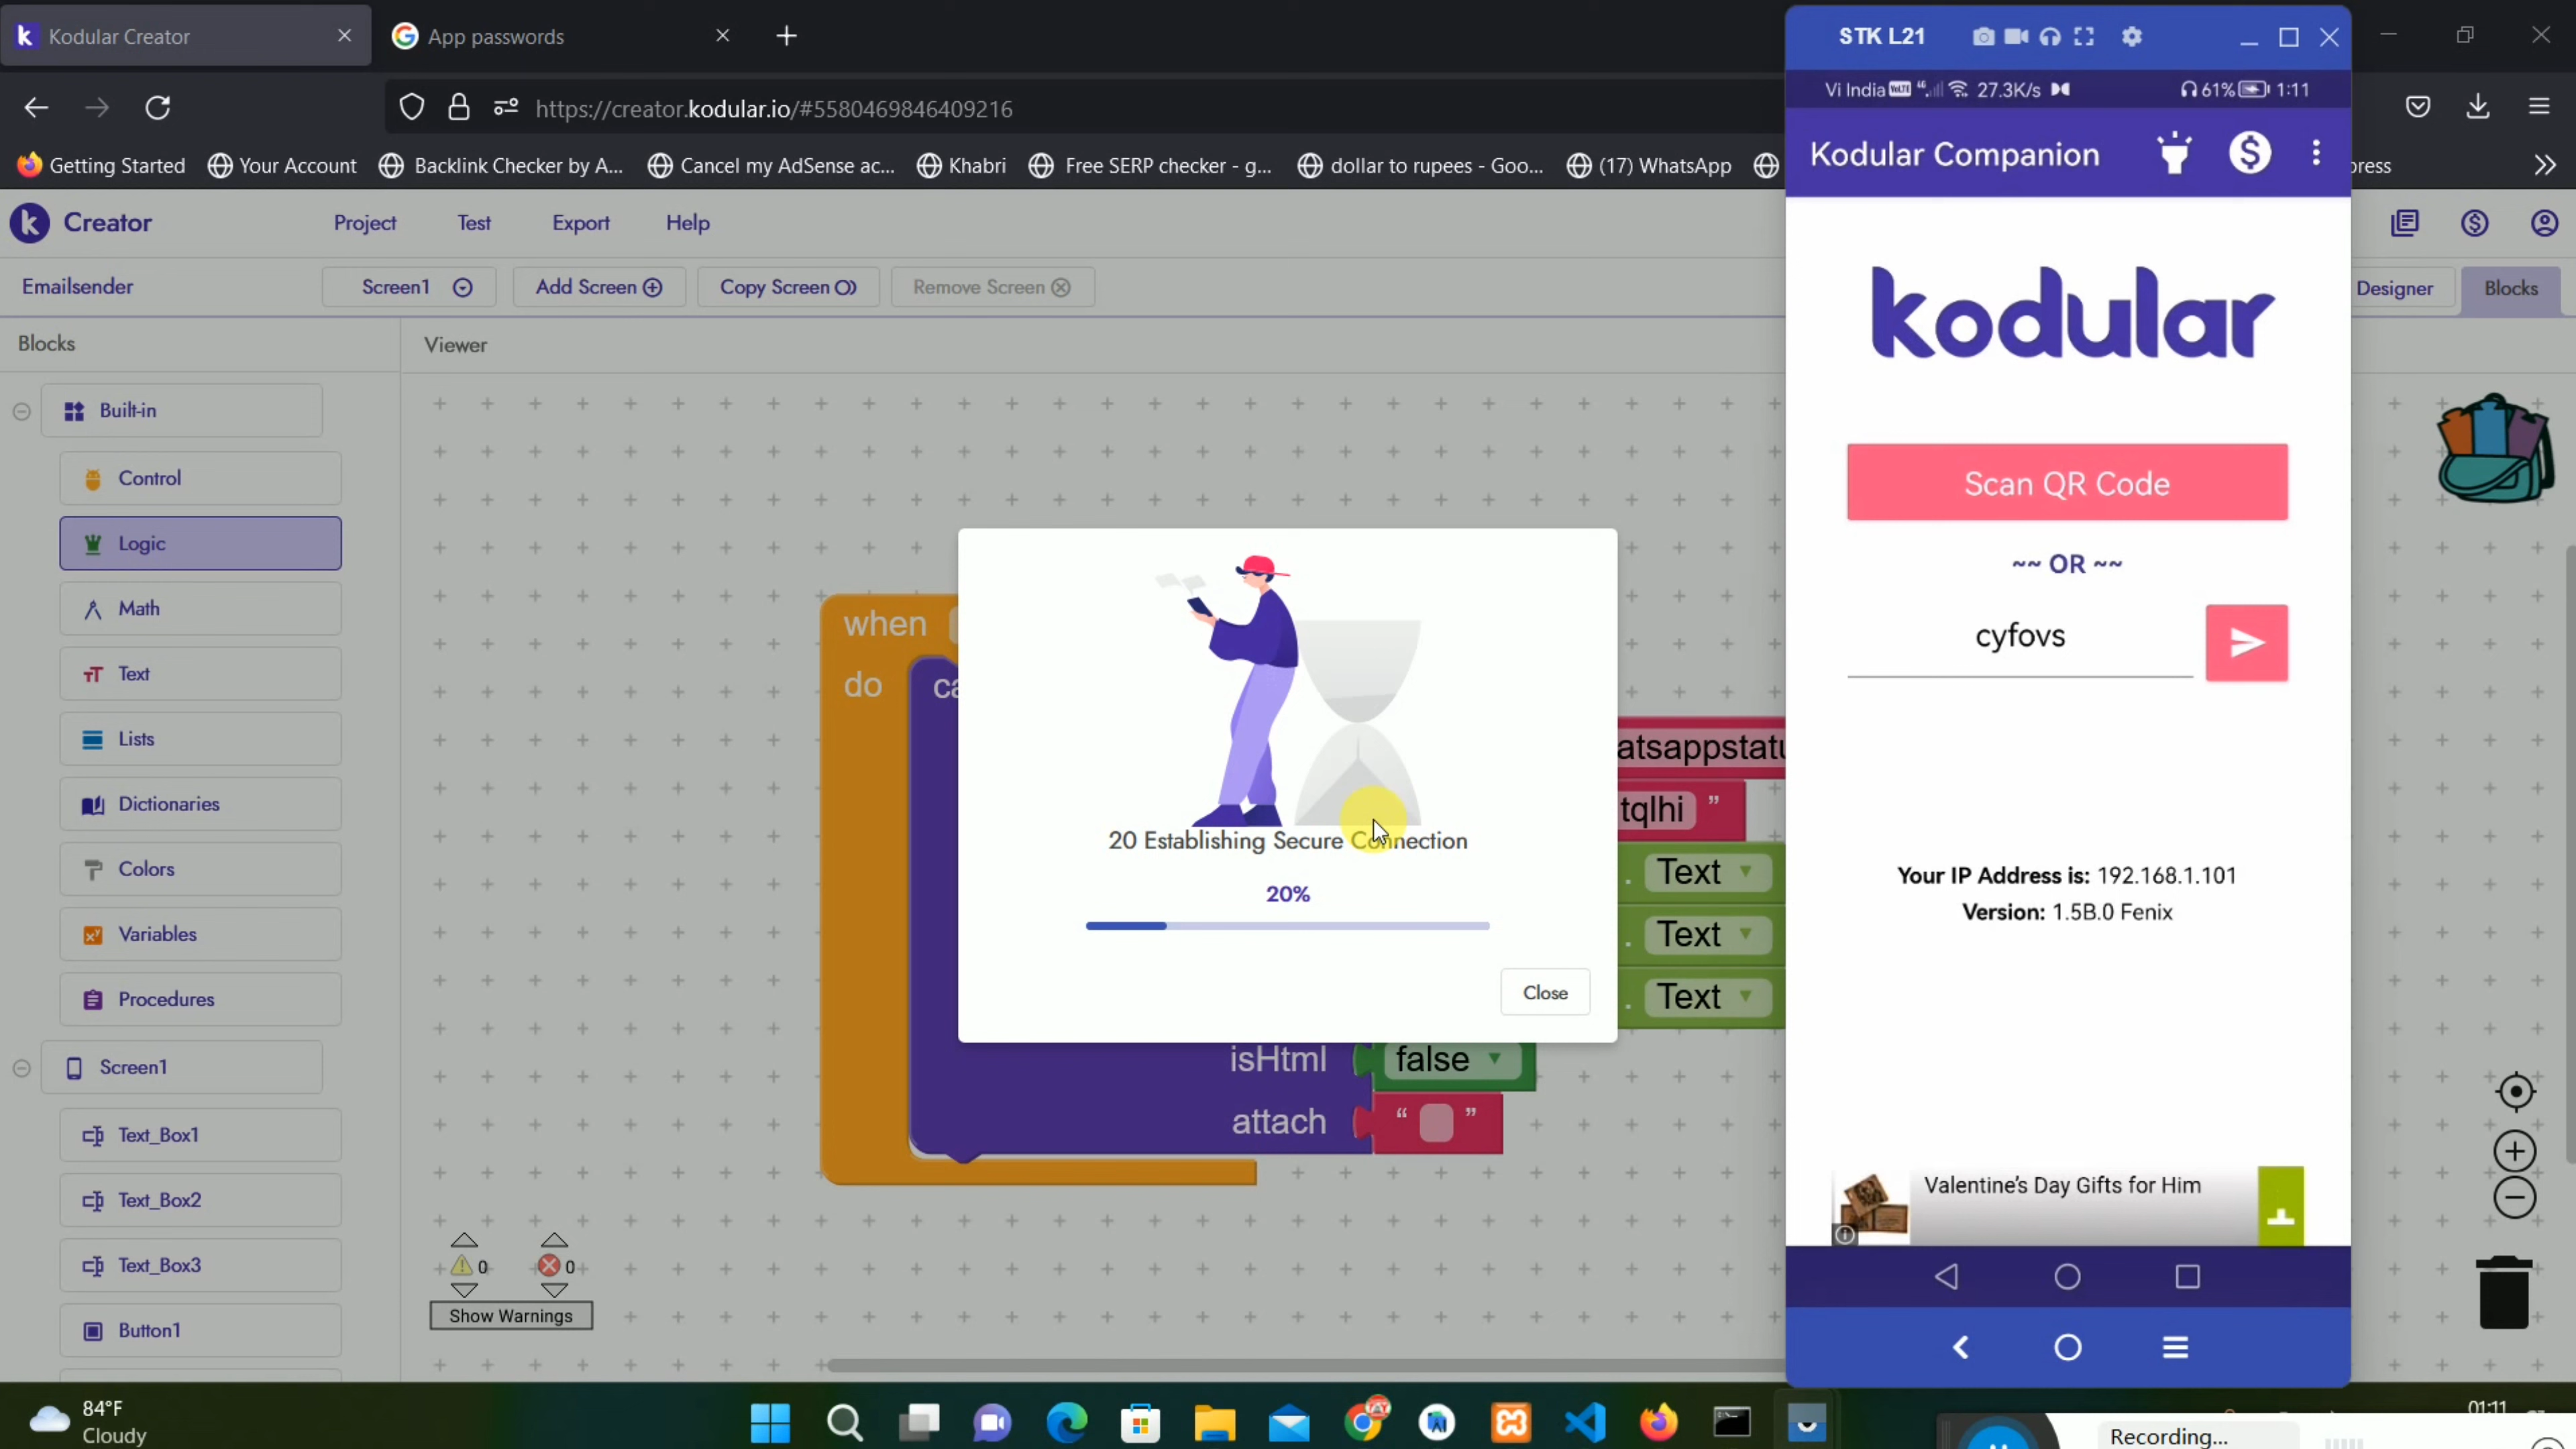 Kodular Creator
App passwords
https://creator.kodular.io/#5580469846409216
Getting Started
Your Account
Backlink Checker by A...
Cancel my AdSense ac...
Khabri
Free SERP checker - g...
dollar to rupees - Goo...
(17) WhatsApp
press
Creator
Project
Test
Export
Help
Emailsender
Screen1
Add Screen
Copy Screen
Remove Screen
Designer
Blocks
Blocks
Viewer
Built-in
Control
Logic
Math
Text
Lists
Dictionaries
Colors
Variables
Procedures
Screen1
Text_Box1
Text_Box2
Text_Box3
Button1
when
do
ca
20 Establishing Secure Connection
20%
Close
atsappstatu
tqlhi "
. Text
. Text
. Text
isHtml
false
attach
" "
0
0
Show Warnings
STK L21
Vi India VoLTE 27.3K/s
61% 1:11
Kodular Companion
kodular
Scan QR Code
~~ OR ~~
cyfovs
Your IP Address is: 192.168.1.101
Version: 1.5B.0 Fenix
Valentine's Day Gifts for Him
84°F
Cloudy
01:11
Recording...